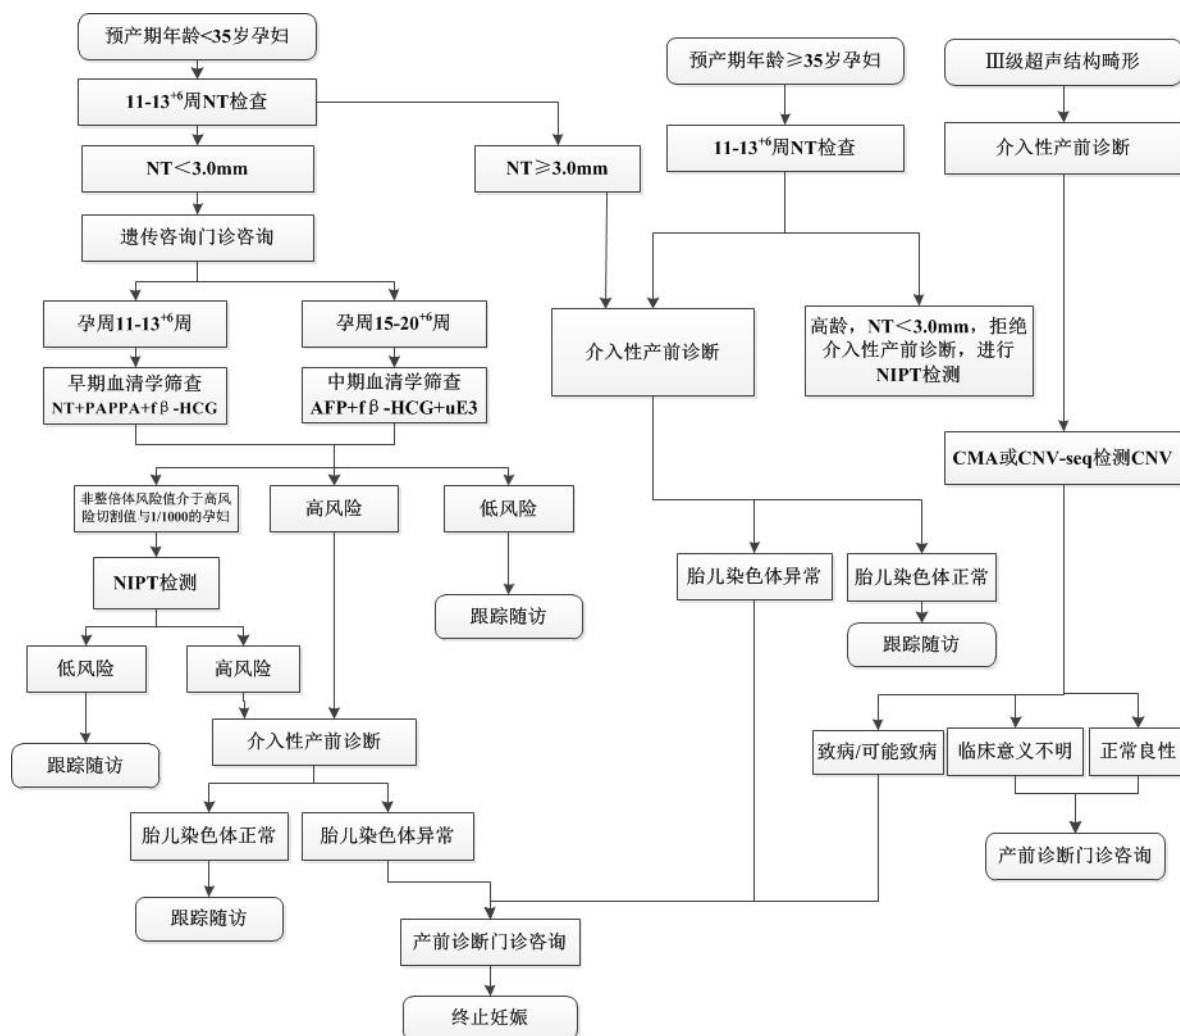 预产期年龄<35岁孕妇
11-13+6周NT检查
NT＜3.0mm
NT≥3.0mm
遗传咨询门诊咨询
孕周11-13+6周
孕周15-20+6周
早期血清学筛查
NT+PAPPA+fβ-HCG
中期血清学筛查
AFP+fβ-HCG+uE3
非整倍体风险值介于高风
险切割值与1/1000的孕妇
高风险
低风险
NIPT检测
跟踪随访
低风险
高风险
跟踪随访
介入性产前诊断
胎儿染色体正常
胎儿染色体异常
跟踪随访
预产期年龄≥35岁孕妇
11-13+6周NT检查
介入性产前诊断
高龄，NT＜3.0mm，拒绝
介入性产前诊断，进行
NIPT检测
胎儿染色体异常
胎儿染色体正常
跟踪随访
III级超声结构畸形
介入性产前诊断
CMA或CNV-seq检测CNV
致病/可能致病
临床意义不明
正常良性
产前诊断门诊咨询
产前诊断门诊咨询
终止妊娠